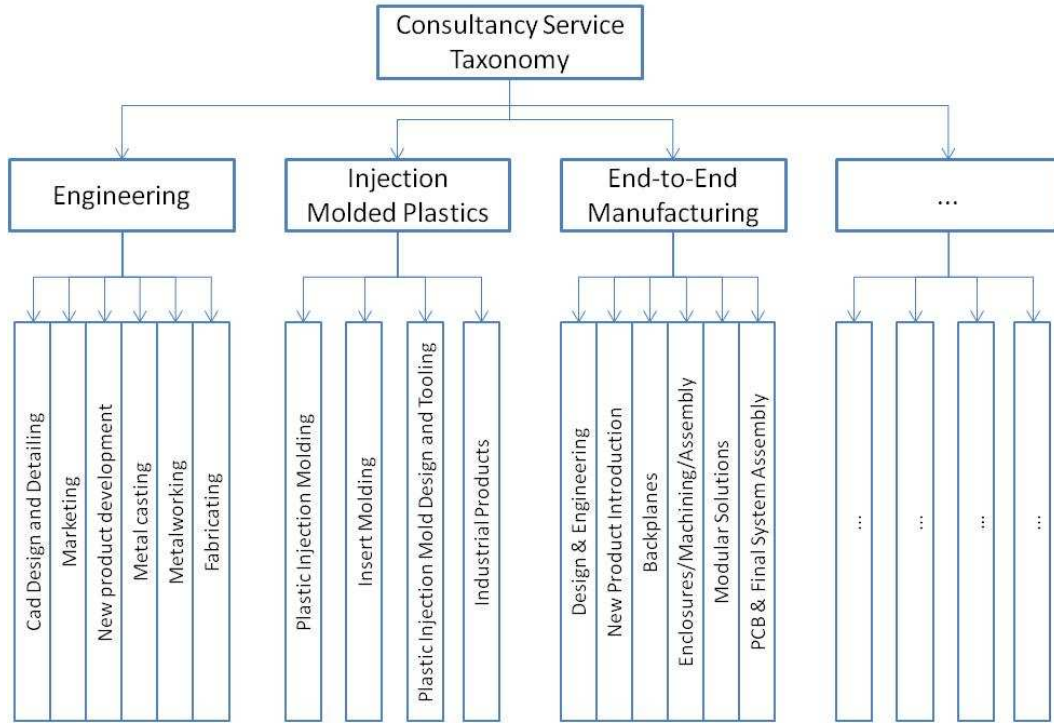 Consultancy Service
Taxonomy
Engineering
Injection
Molded Plastics
End-to-End
Manufacturing
...
Cad Design and Detailing
Marketing
New product development
Metal casting
Metalworking
Fabricating
Plastic Injection Molding
Insert Molding
Plastic Injection Mold Design and Tooling
Industrial Products
Design & Engineering
New Product Introduction
Backplanes
Enclosures/Machining/Assembly
Modular Solutions
PCB & Final System Assembly
...
...
...
...